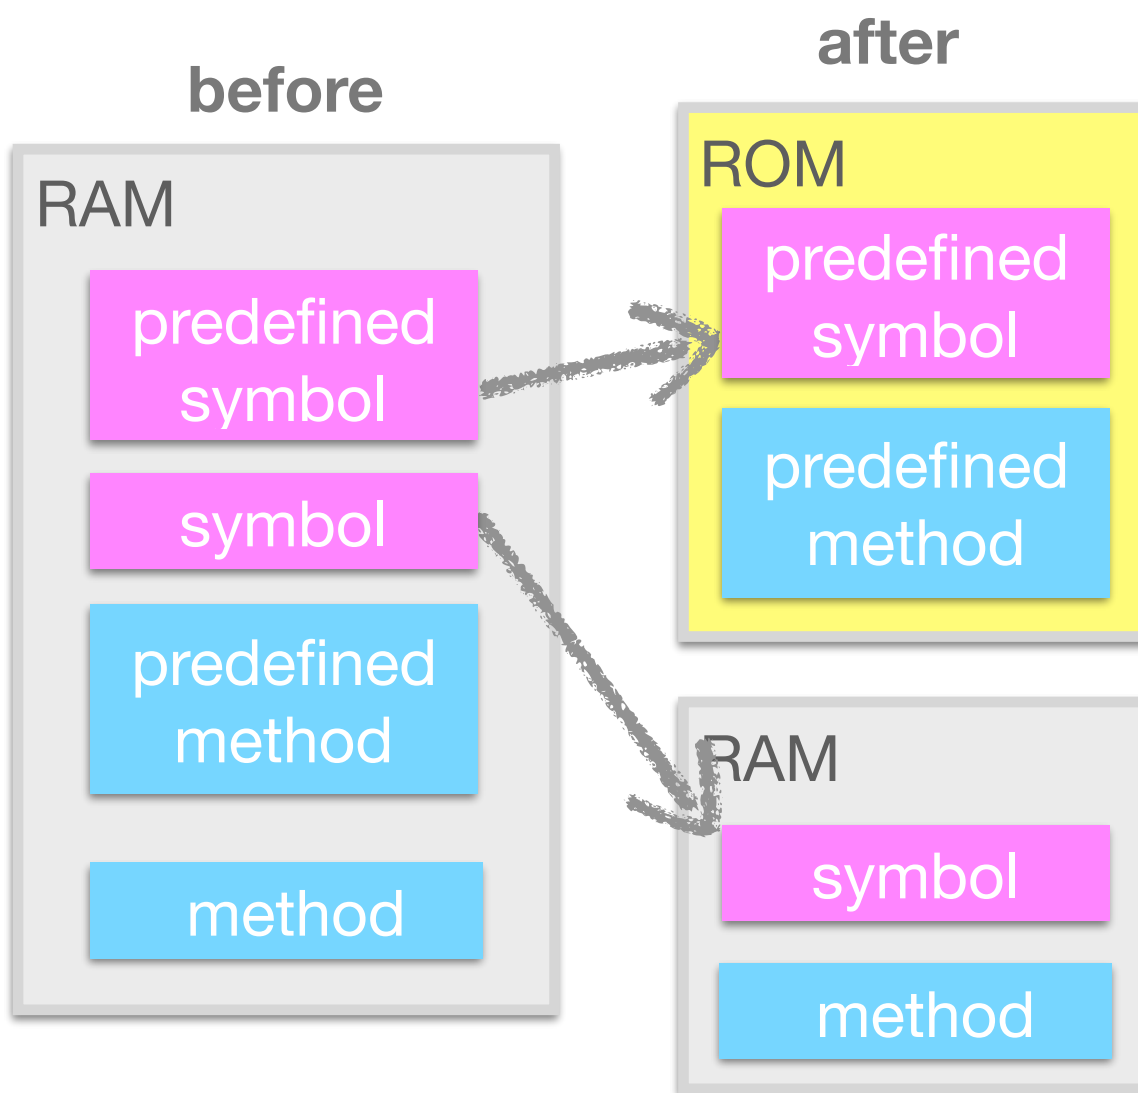 before
RAM
predefined
symbol
symbol
predefined
method
method
after
ROM
predefined
symbol
predefined
method
RAM
symbol
method